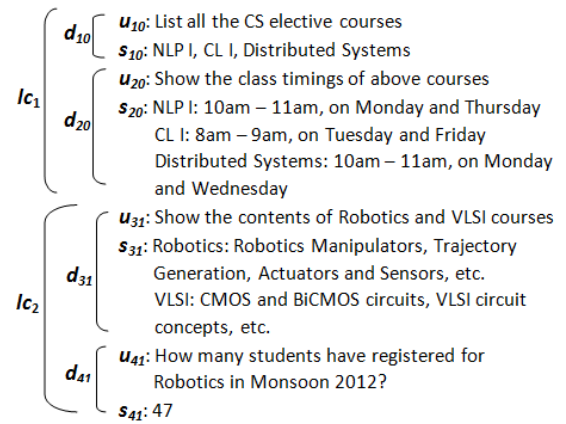 lc1
d10
u10: List all the CS elective courses
s10: NLP I, CL I, Distributed Systems
d20
u20: Show the class timings of above courses
s20: NLP I: 10am – 11am, on Monday and Thursday
CL I: 8am – 9am, on Tuesday and Friday
Distributed Systems: 10am – 11am, on Monday
and Wednesday
lc2
d31
u31: Show the contents of Robotics and VLSI courses
s31: Robotics: Robotics Manipulators, Trajectory
Generation, Actuators and Sensors, etc.
VLSI: CMOS and BiCMOS circuits, VLSI circuit
concepts, etc.
d41
u41: How many students have registered for
Robotics in Monsoon 2012?
s41: 47